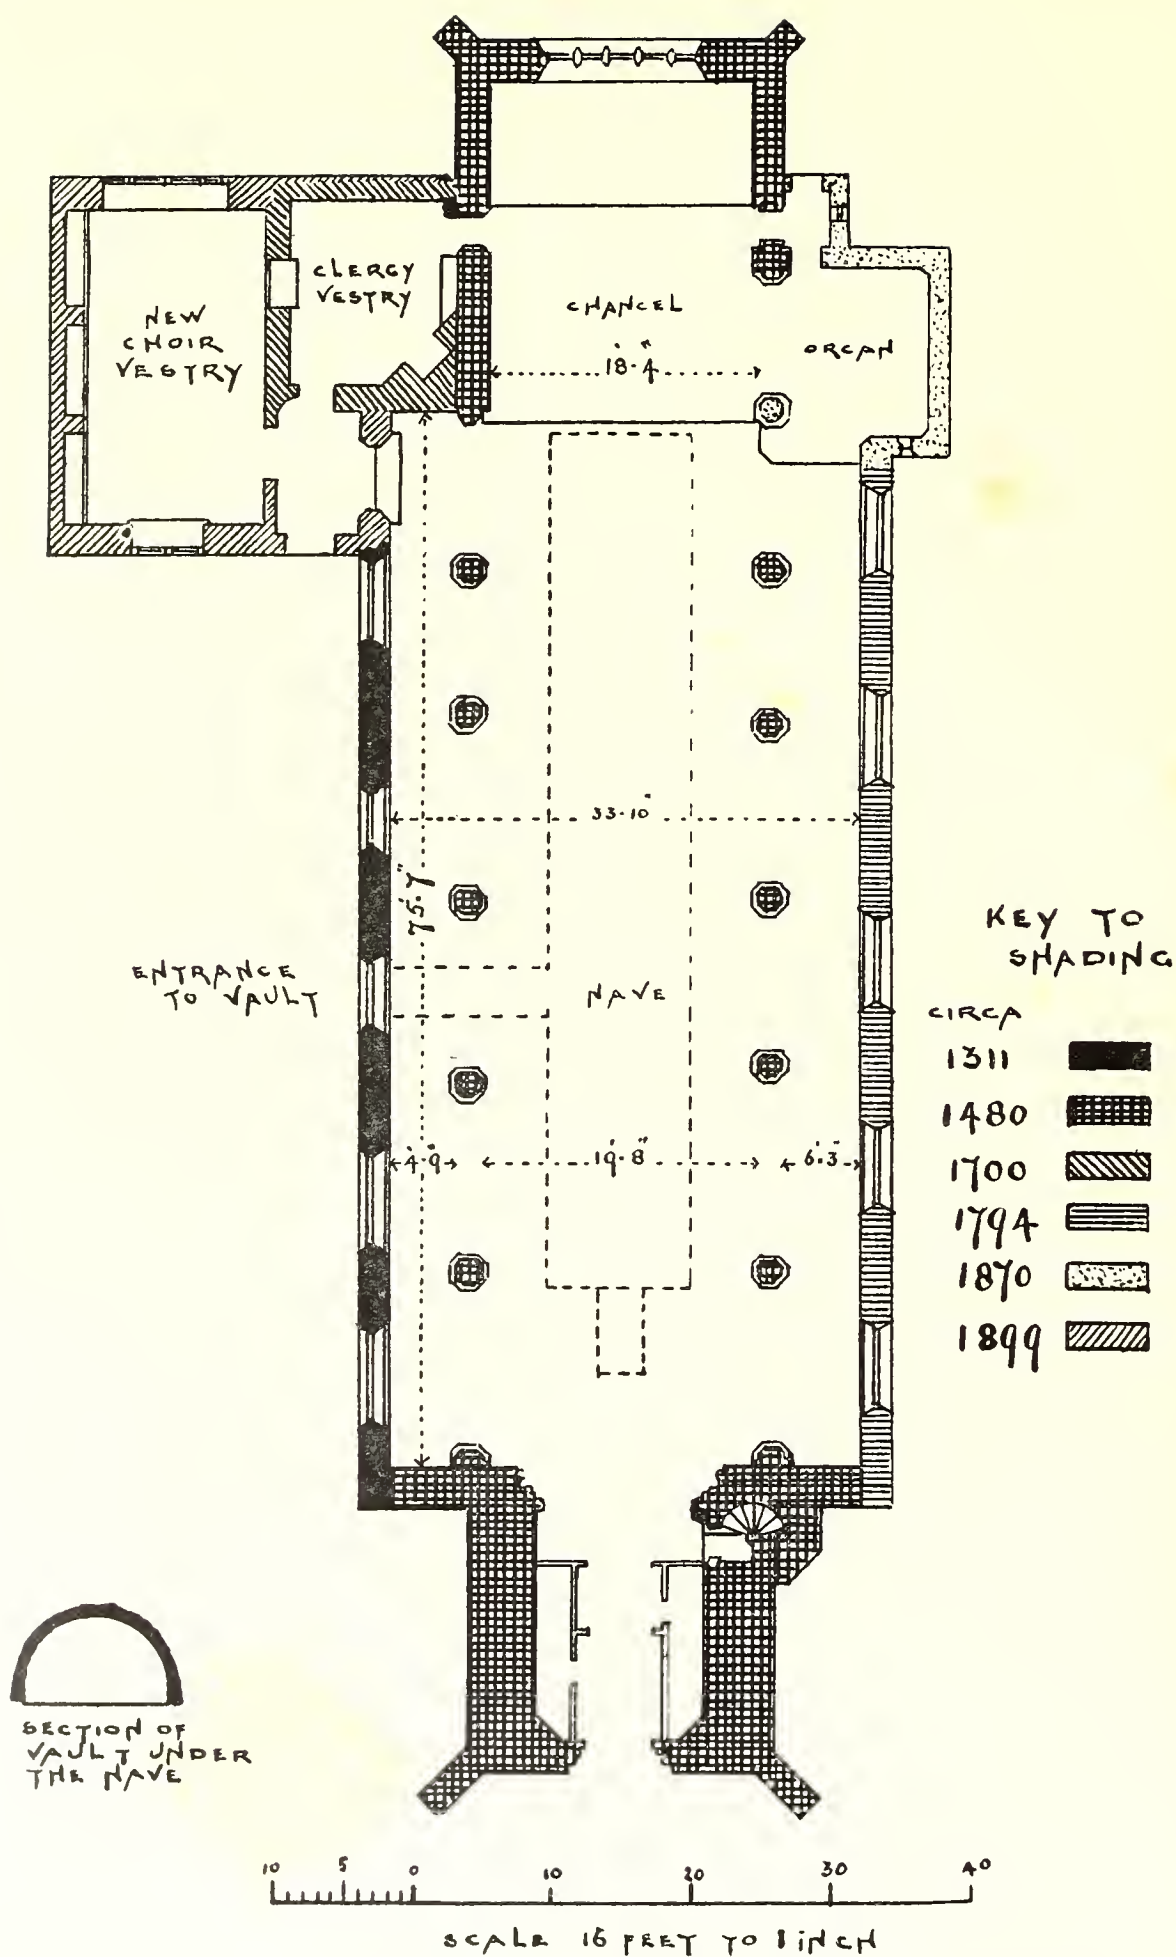 CLERGY
VESTRY
NEW
CHOIR
VESTRY
CHANCEL
ORGAN
18'-4"
33-10"
75'-7"
KEY TO
SHADING
ENTRANCE
TO VAULT
NAVE
CIRCA
1311
1480
1700
1794
1870
1899
4'-9"
19'-8"
6'-3"
SECTION OF
VAULT UNDER
THE NAVE
10 5 0 10 20 30 40
SCALE 16 FEET TO 1 INCH